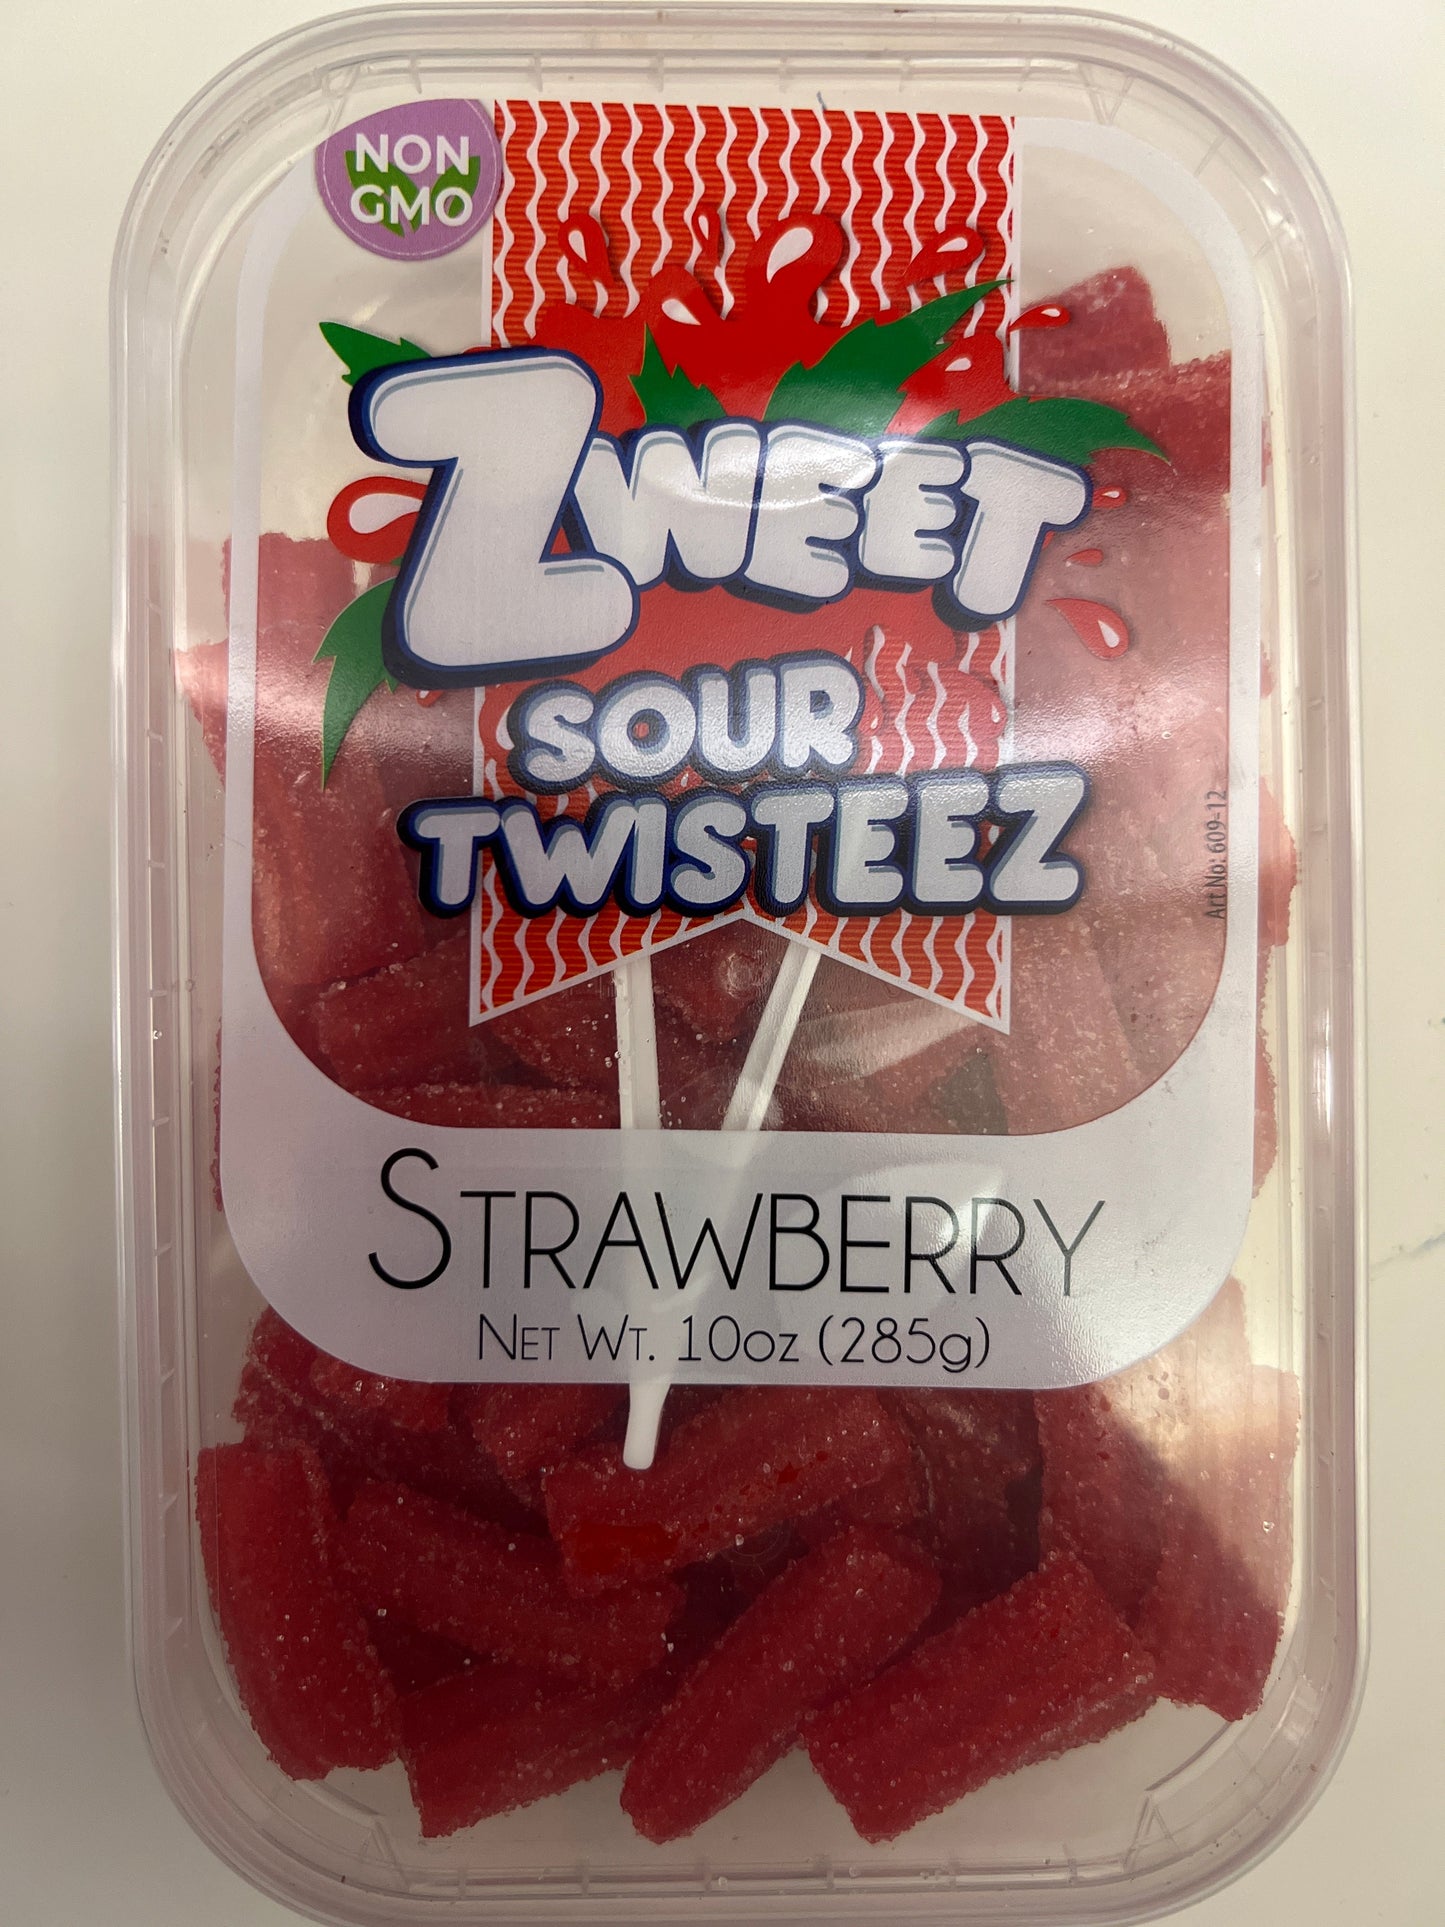 NON
GMO
ZWEET
SOUR
TWISTEEZ
Art No: 609-12
STRAWBERRY
NET WT. 10oz (285g)